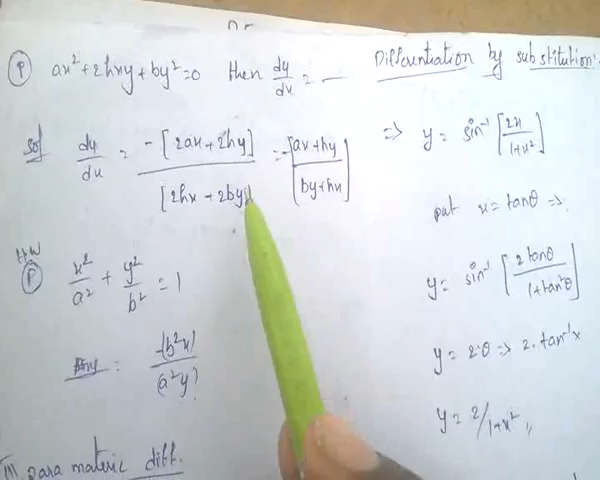 (P) ax² + 2hxy + by² = 0 then dy/dx = —
Sol dy/dx = -[2ax + 2hy] / [2hx + 2by] = -[ax + hy / by + hx]
HW
(P) x²/a² + y²/b² = 1
Ans = -(b²x) / (a²y)
III para materic diff.
Differentiation by substitution:
=> y = sin⁻¹ [2x / 1+x²]
put x = tanθ =>
y = sin⁻¹ [2tanθ / 1+tan²θ]
y = 2θ => 2. tan⁻¹x
y = 2/1+x² ,,